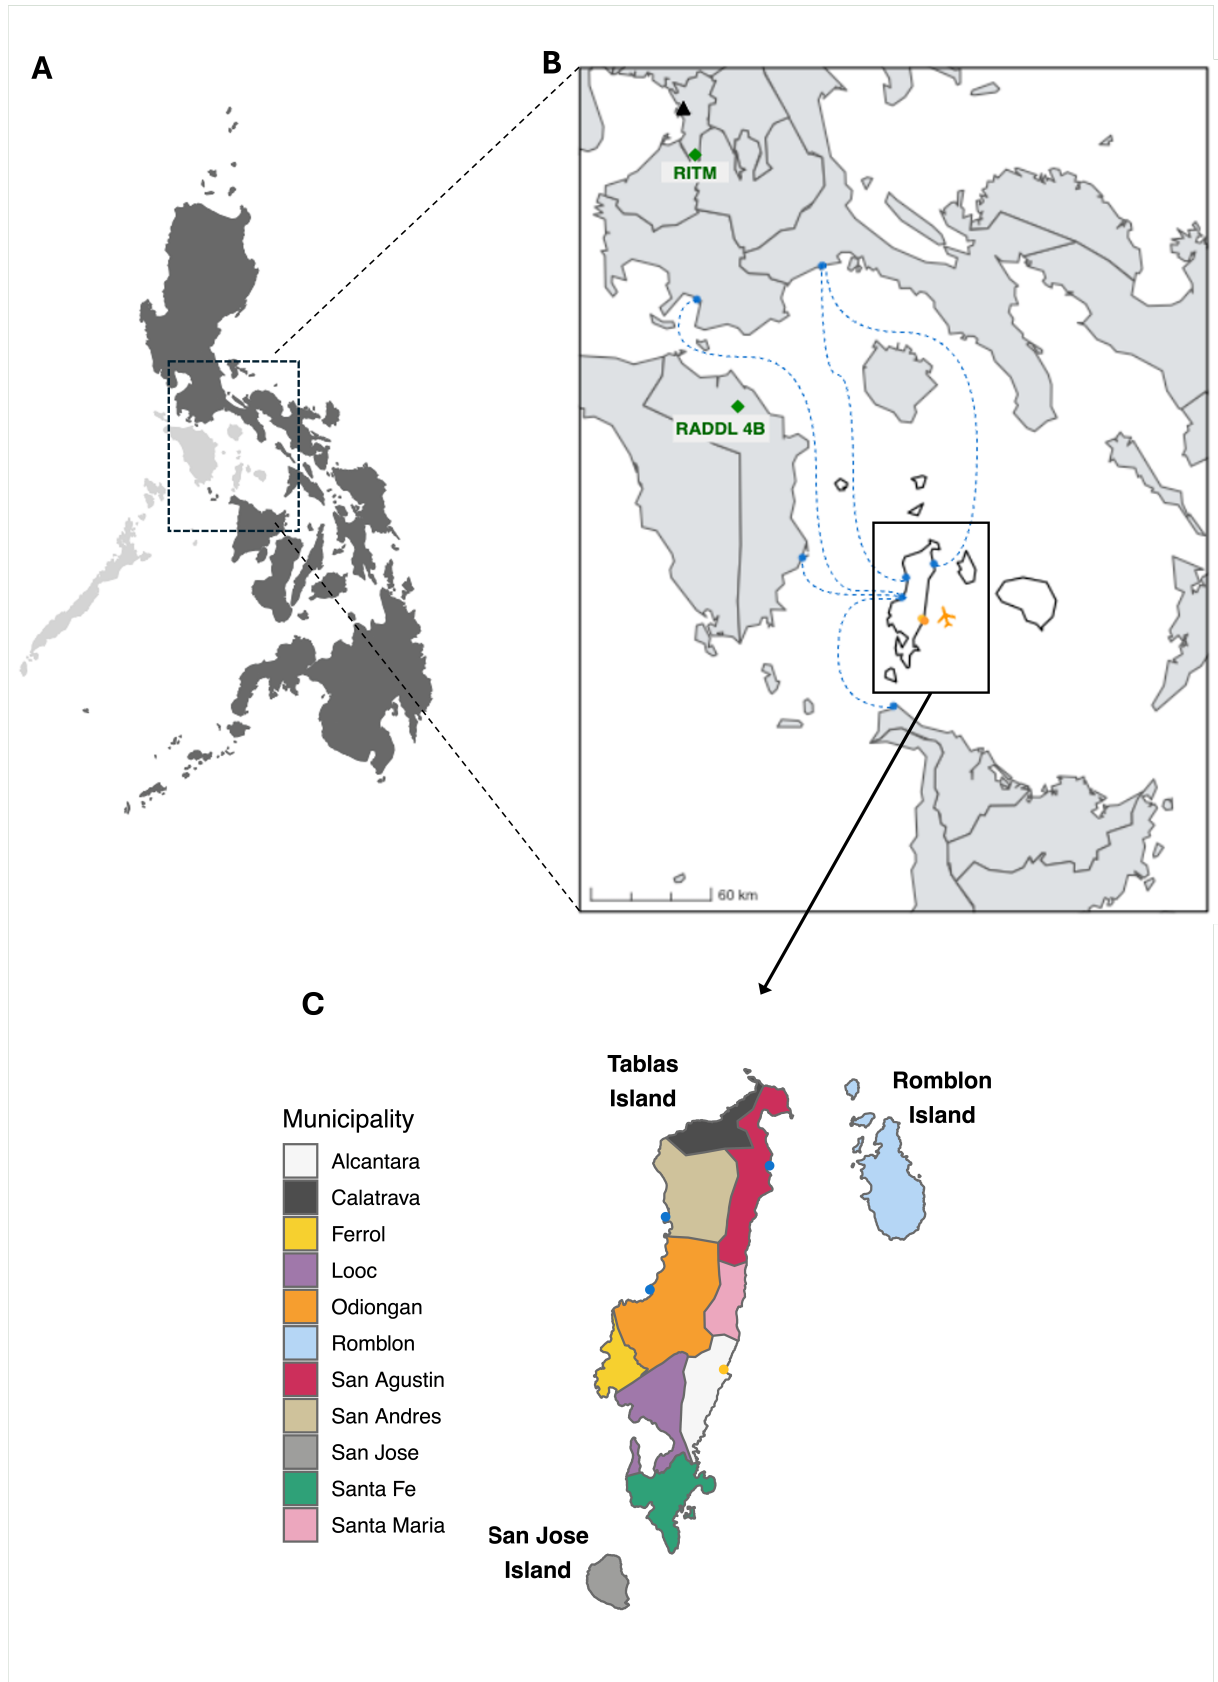 A
B
RITM
RADDL 4B
60 km
C
Tablas
Island
Romblon
Island
Municipality
Alcantara
Calatrava
Ferrol
Looc
Odiongan
Romblon
San Agustin
San Andres
San Jose
Santa Fe
Santa Maria
San Jose
Island